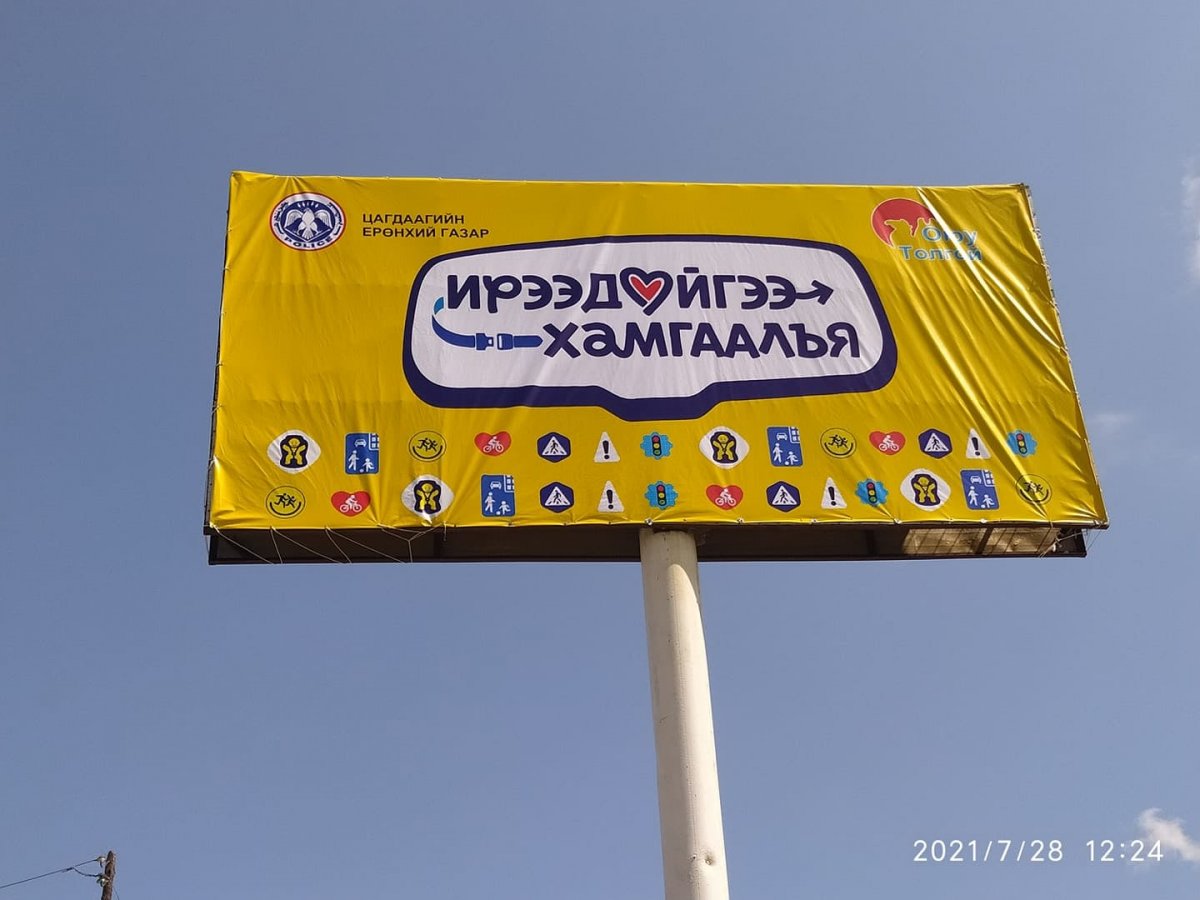 POLICE
ЦАГДААГИЙН
ЕРӨНХИЙ ГАЗАР
Оюу
Толгой
ИРЭЭДҮЙГЭЭ
ХАМГААЛЪЯ
2021/7/28 12:24